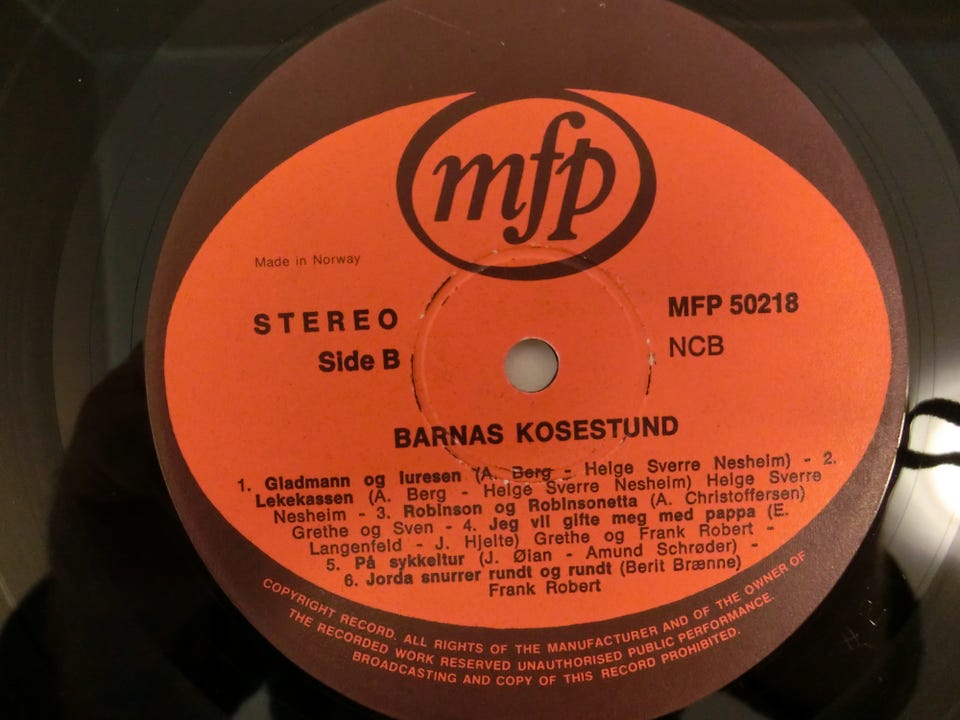 mfp
Made in Norway
STEREO
Side B
MFP 50218
NCB
BARNAS KOSESTUND
1. Gladmann og luresen (A. Berg - Helge Sverre Nesheim) - 2.
Lekekassen (A. Berg - Helge Sverre Nesheim) Helge Sverre
Nesheim - 3. Robinson og Robinsonetta (A. Christoffersen)
Grethe og Sven - 4. Jeg vil gifte meg med pappa (E.
Langenfeld - J. Hjelte) Grethe og Frank Robert -
5. På sykkeltur (J. Øian - Amund Schrøder) -
6. Jorda snurrer rundt og rundt (Berit Brænne)
Frank Robert
COPYRIGHT RECORD. ALL RIGHTS OF THE MANUFACTURER AND OF THE OWNER OF
THE RECORDED WORK RESERVED UNAUTHORISED PUBLIC PERFORMANCE.
BROADCASTING AND COPY OF THIS RECORD PROHIBITED.